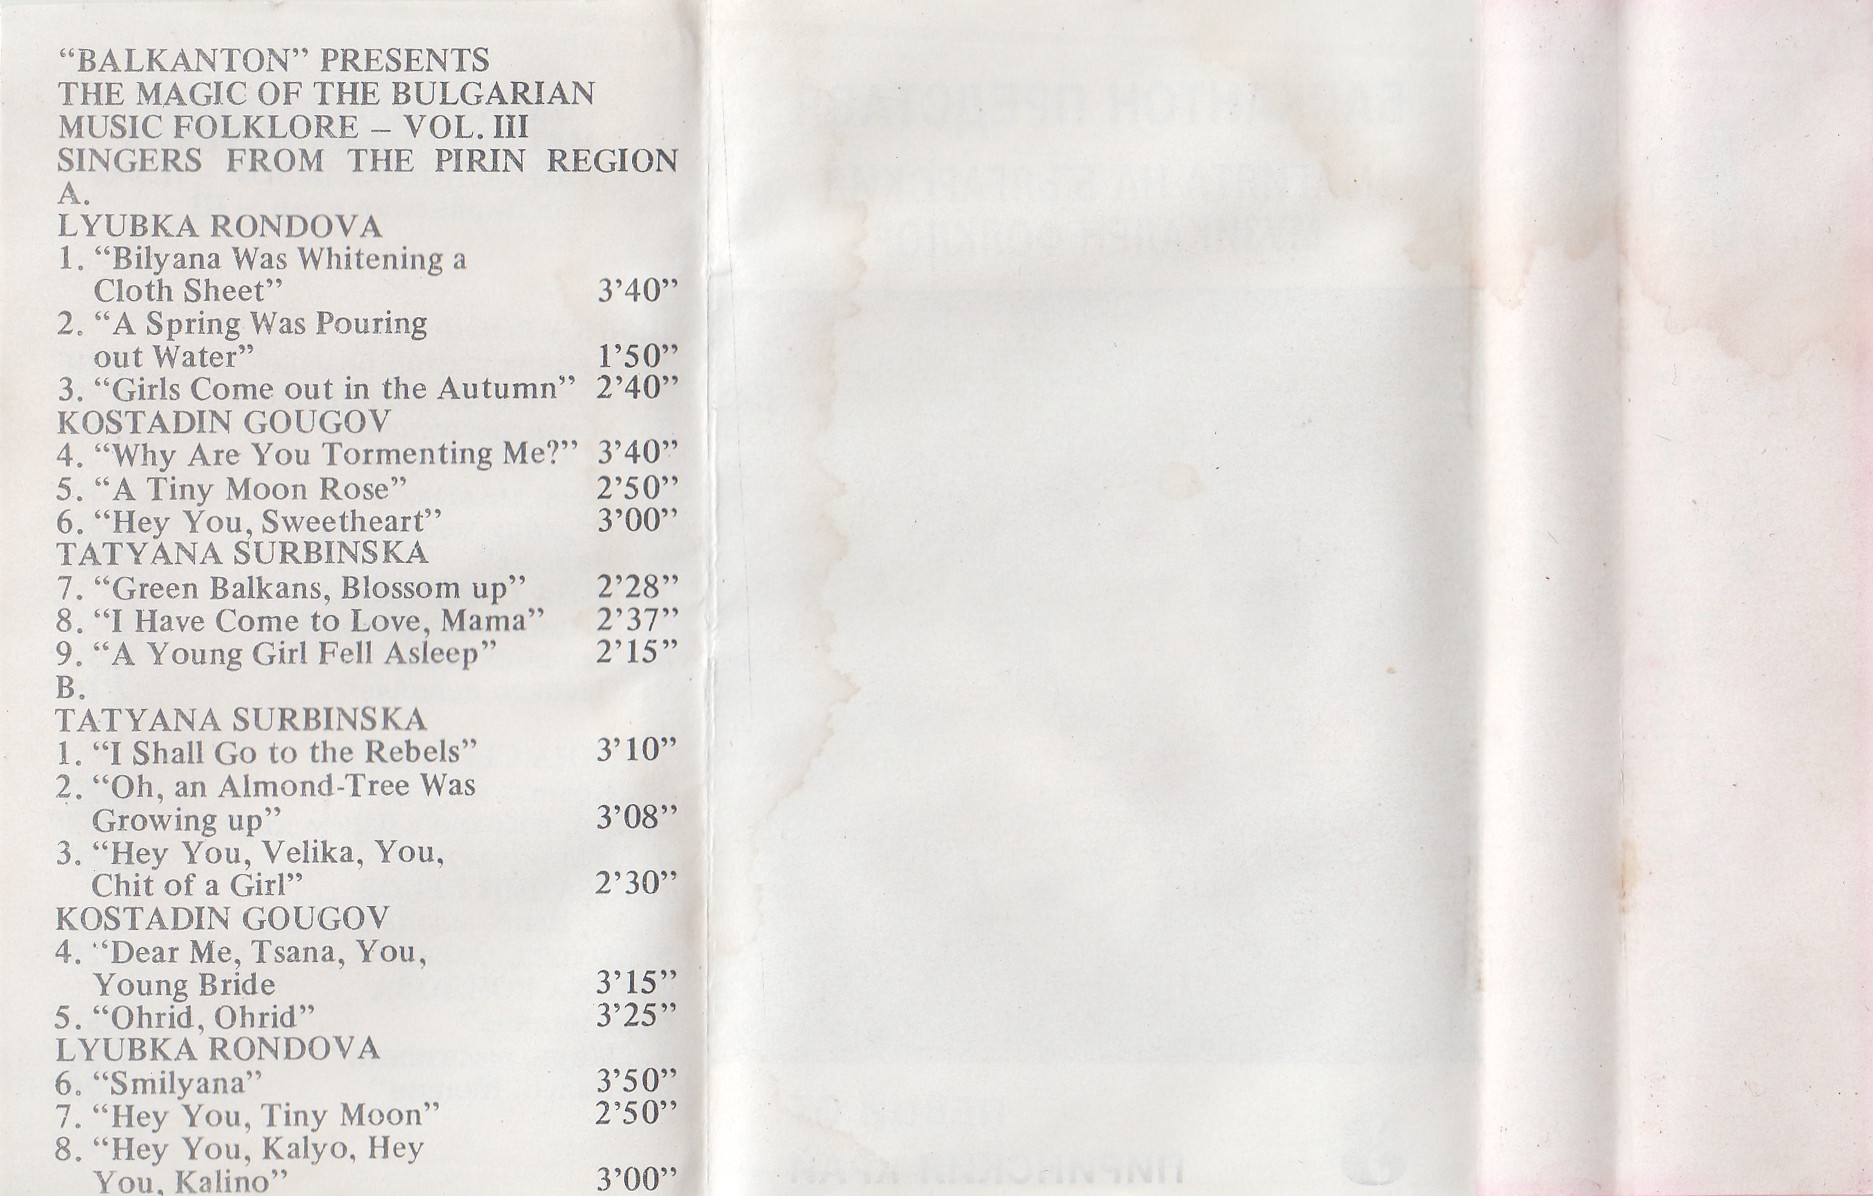 “BALKANTON” PRESENTS
THE MAGIC OF THE BULGARIAN
MUSIC FOLKLORE – VOL. III
SINGERS FROM THE PIRIN REGION
A.
LYUBKA RONDOVA
1. “Bilyana Was Whitening a
Cloth Sheet” 3’40”
2. “A Spring Was Pouring
out Water” 1’50”
3. “Girls Come out in the Autumn” 2’40”
KOSTADIN GOUGOV
4. “Why Are You Tormenting Me?” 3’40”
5. “A Tiny Moon Rose” 2’50”
6. “Hey You, Sweetheart” 3’00”
TATYANA SURBINSKA
7. “Green Balkans, Blossom up” 2’28”
8. “I Have Come to Love, Mama” 2’37”
9. “A Young Girl Fell Asleep” 2’15”
B.
TATYANA SURBINSKA
1. “I Shall Go to the Rebels” 3’10”
2. “Oh, an Almond-Tree Was
Growing up” 3’08”
3. “Hey You, Velika, You,
Chit of a Girl” 2’30”
KOSTADIN GOUGOV
4. “Dear Me, Tsana, You,
Young Bride 3’15”
5. “Ohrid, Ohrid” 3’25”
LYUBKA RONDOVA
6. “Smilyana” 3’50”
7. “Hey You, Tiny Moon” 2’50”
8. “Hey You, Kalyo, Hey
You, Kalino” 3’00”